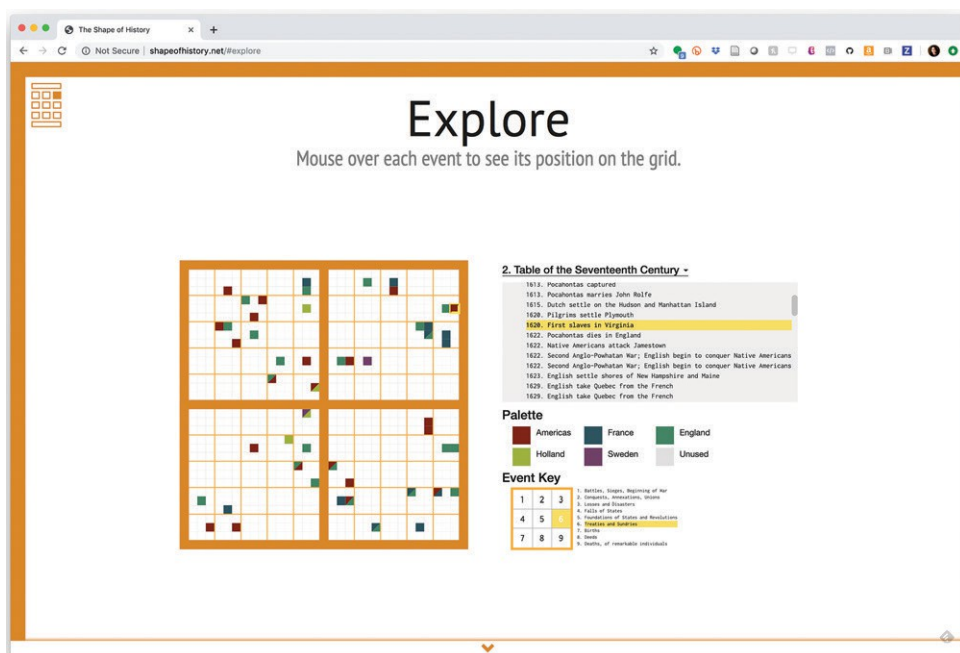 The Shape of History
Not Secure | shapeofhistory.net/#explore
Explore
Mouse over each event to see its position on the grid.
2. Table of the Seventeenth Century
1613. Pocahontas captured
1613. Pocahontas marries John Rolfe
1615. Dutch settle on the Hudson and Manhattan Island
1620. Pilgrims settle Plymouth
1620. First slaves in Virginia
1622. Pocahontas dies in England
1622. Native Americans attack Jamestown
1622. Second Anglo-Powhatan War; English begin to conquer Native Americans
1622. Second Anglo-Powhatan War; English begin to conquer Native Americans
1623. English settle shores of New Hampshire and Maine
1629. English take Quebec from the French
1629. English take Quebec from the French
Palette
Americas France England
Holland Sweden Unused
Event Key
1 2 3
4 5 6
7 8 9
1. Battles, Sieges, Beginning of War
2. Conquests, Annexations, Unions
3. Losses and Disasters
4. Falls of States
5. Foundations of States and Revolutions
6. Treaties and Sundries
7. Births
8. Deeds
9. Deaths, of remarkable individuals